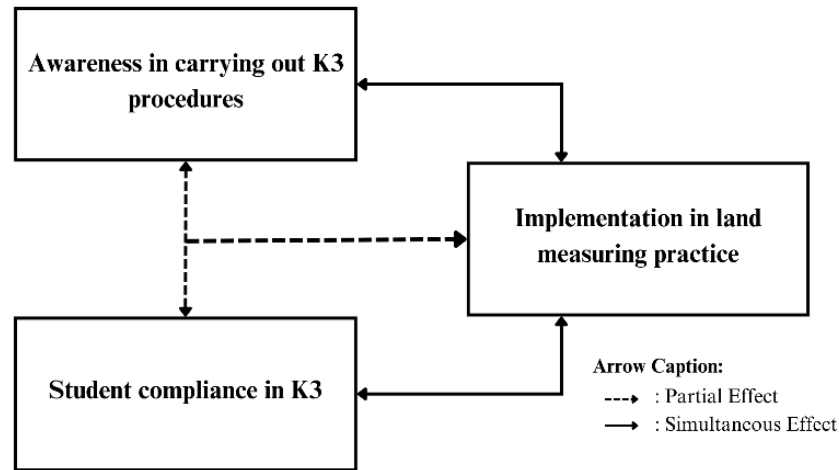 Awareness in carrying out K3
procedures
Implementation in land
measuring practice
Student compliance in K3
Arrow Caption:
: Partial Effect
: Simultaneous Effect